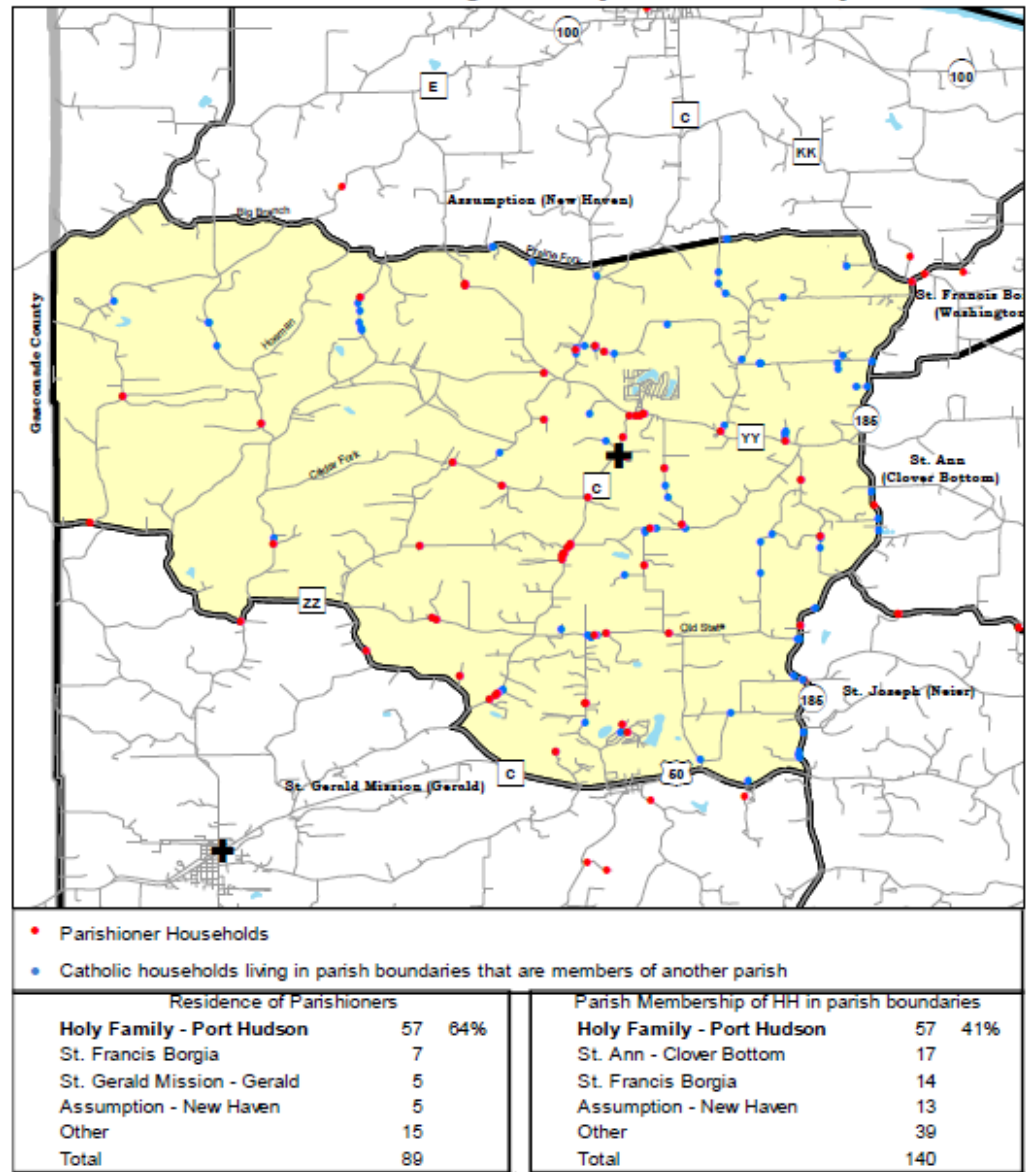 100
100
E
C
KK
Assumption (New Haven)
Big Branch
Prairie Fork
St. Francis Bo
(Washington
Gasconade County
Hoeman
185
YY
St. Ann
(Clover Bottom)
Cedar Fork
C
ZZ
Old State
185
St. Joseph (Neier)
C
50
St. Gerald Mission (Gerald)
Parishioner Households
Catholic households living in parish boundaries that are members of another parish
Residence of Parishioners
Holy Family - Port Hudson 57 64%
St. Francis Borgia 7
St. Gerald Mission - Gerald 5
Assumption - New Haven 5
Other 15
Total 89
Parish Membership of HH in parish boundaries
Holy Family - Port Hudson 57 41%
St. Ann - Clover Bottom 17
St. Francis Borgia 14
Assumption - New Haven 13
Other 39
Total 140